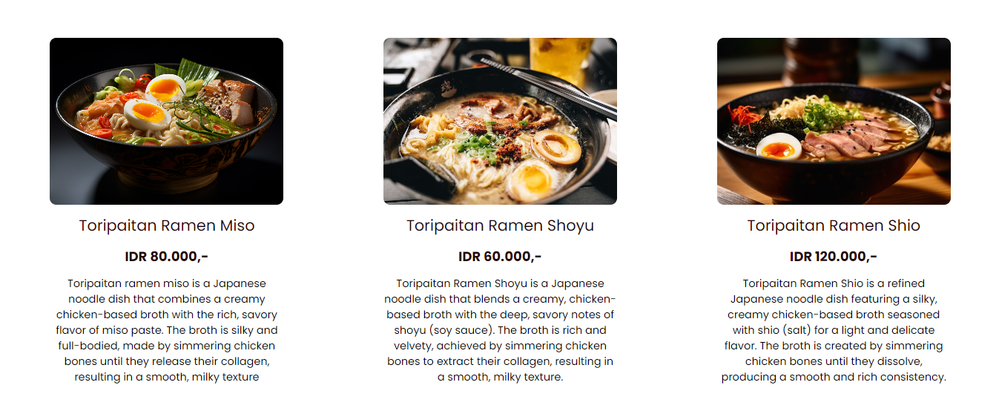 Toripaitan Ramen Miso
IDR 80.000,-
Toripaitan ramen miso is a Japanese
noodle dish that combines a creamy
chicken-based broth with the rich, savory
flavor of miso paste. The broth is silky and
full-bodied, made by simmering chicken
bones until they release their collagen,
resulting in a smooth, milky texture
Toripaitan Ramen Shoyu
IDR 60.000,-
Toripaitan Ramen Shoyu is a Japanese
noodle dish that blends a creamy, chicken-
based broth with the deep, savory notes of
shoyu (soy sauce). The broth is rich and
velvety, achieved by simmering chicken
bones to extract their collagen, resulting in
a smooth, milky texture.
Toripaitan Ramen Shio
IDR 120.000,-
Toripaitan Ramen Shio is a refined
Japanese noodle dish featuring a silky,
creamy chicken-based broth seasoned
with shio (salt) for a light and delicate
flavor. The broth is created by simmering
chicken bones until they dissolve,
producing a smooth and rich consistency.